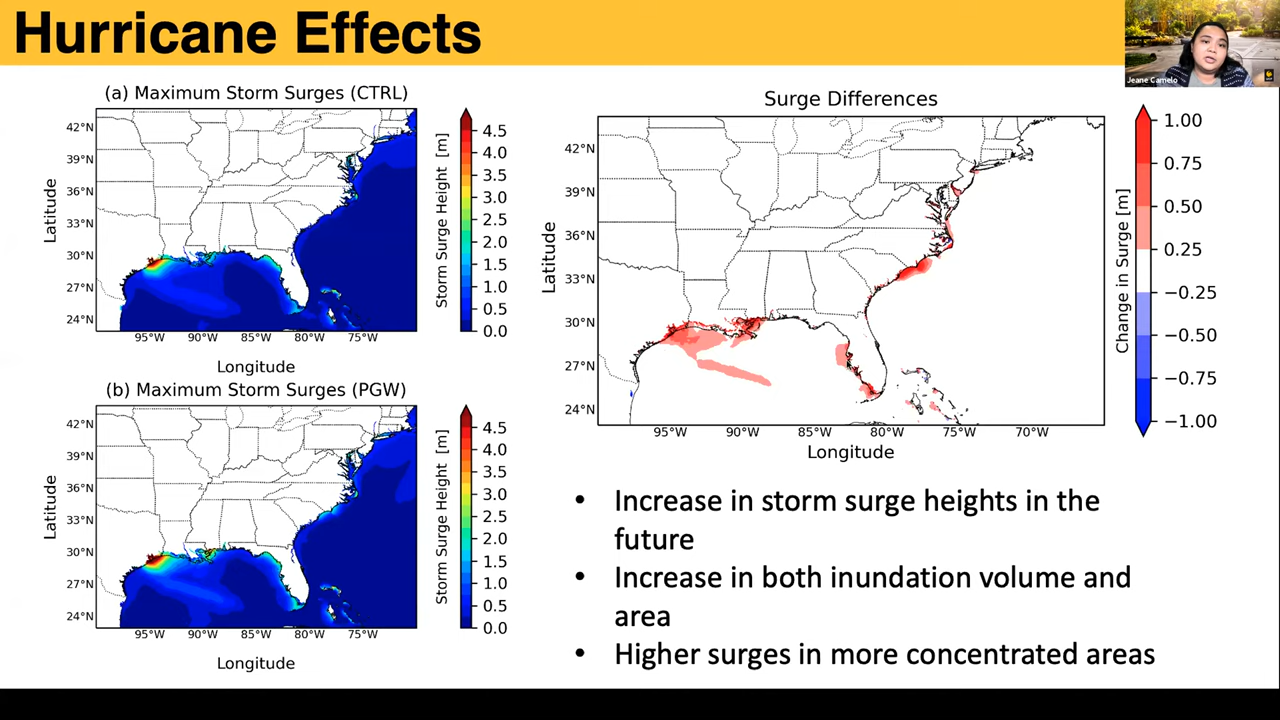 Hurricane Effects
Jeane Camelo
(a) Maximum Storm Surges (CTRL)
42°N
39°N
36°N
33°N
30°N
27°N
24°N
Latitude
95°W 90°W 85°W 80°W 75°W
Longitude
4.5
4.0
3.5
3.0
2.5
2.0
1.5
1.0
0.5
0.0
Storm Surge Height [m]
(b) Maximum Storm Surges (PGW)
42°N
39°N
36°N
33°N
30°N
27°N
24°N
Latitude
95°W 90°W 85°W 80°W 75°W
Longitude
4.5
4.0
3.5
3.0
2.5
2.0
1.5
1.0
0.5
0.0
Storm Surge Height [m]
Surge Differences
42°N
39°N
36°N
33°N
30°N
27°N
24°N
Latitude
95°W 90°W 85°W 80°W 75°W 70°W
Longitude
1.00
0.75
0.50
0.25
−0.25
−0.50
−0.75
−1.00
Change in Surge [m]
• Increase in storm surge heights in the
future
• Increase in both inundation volume and
area
• Higher surges in more concentrated areas